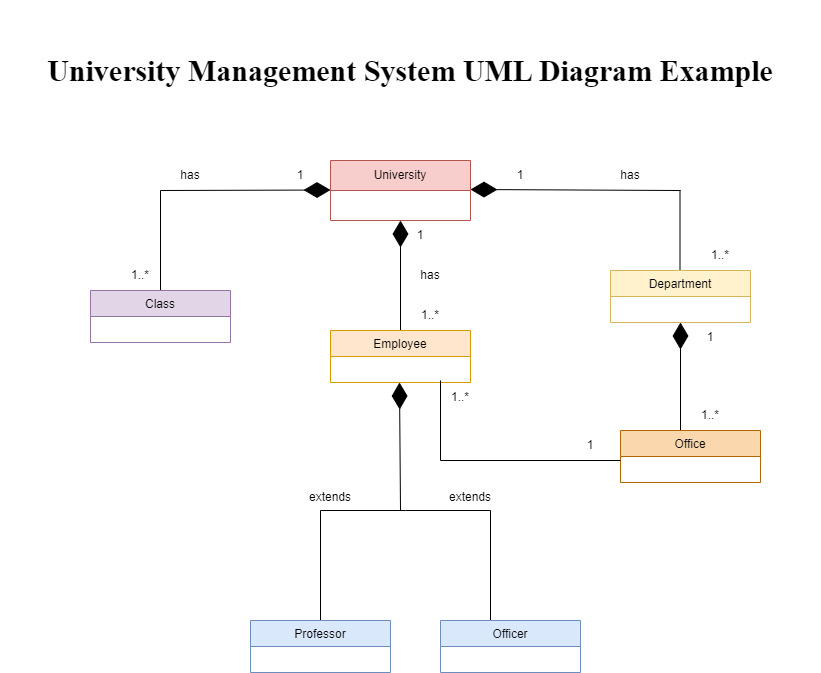 University Management System UML Diagram Example
has
1
University
1
has
1
has
1..*
1..*
Class
1..*
Department
Employee
1
1..*
1..*
1
Office
extends
extends
Professor
Officer